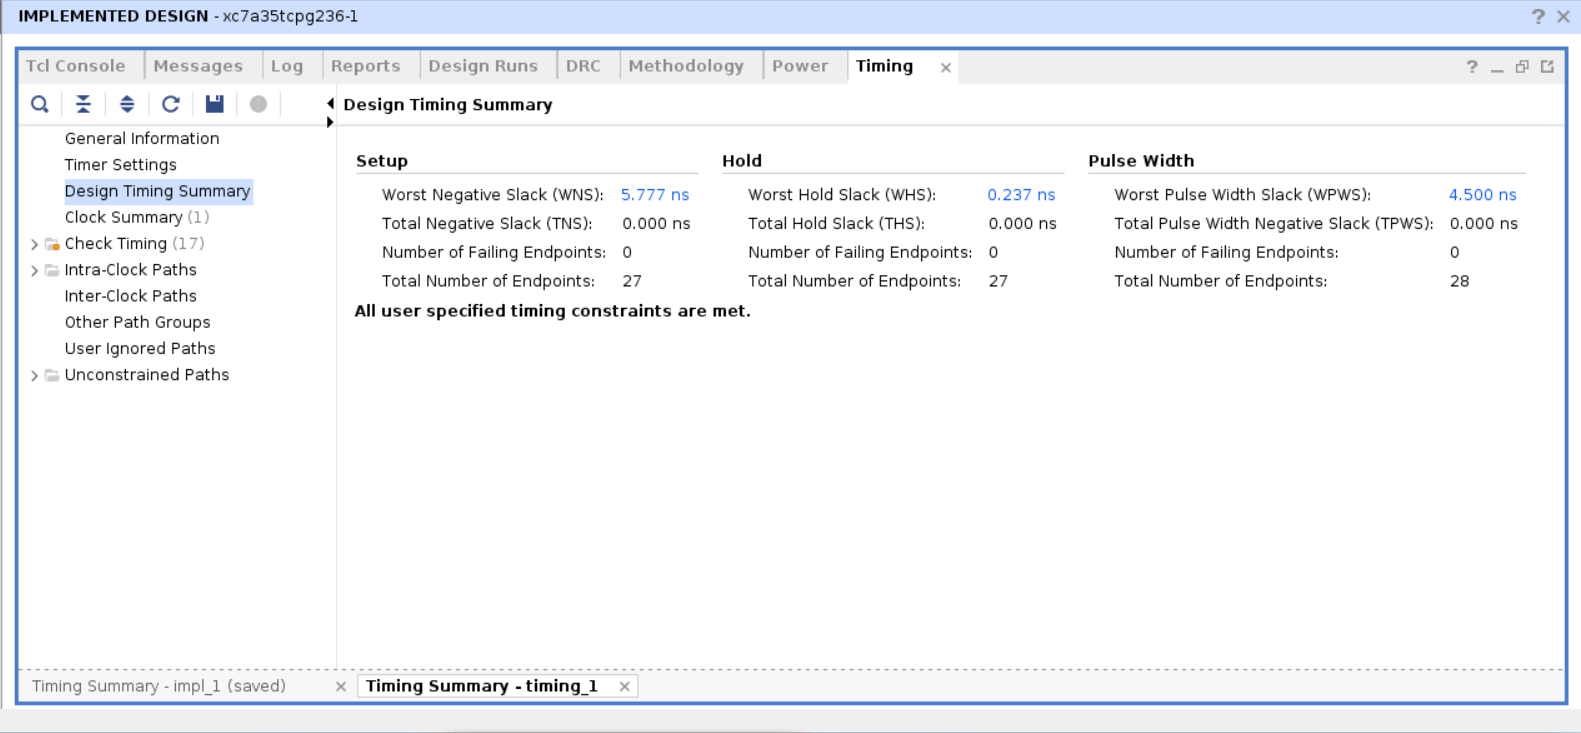 IMPLEMENTED DESIGN - xc7a35tcpg236-1
? ×
Tcl Console Messages Log Reports Design Runs DRC Methodology Power Timing ×
?
Design Timing Summary
General Information
Timer Settings
Design Timing Summary
Clock Summary (1)
Check Timing (17)
Intra-Clock Paths
Inter-Clock Paths
Other Path Groups
User Ignored Paths
Unconstrained Paths
Setup
Worst Negative Slack (WNS): 5.777 ns
Total Negative Slack (TNS): 0.000 ns
Number of Failing Endpoints: 0
Total Number of Endpoints: 27
Hold
Worst Hold Slack (WHS): 0.237 ns
Total Hold Slack (THS): 0.000 ns
Number of Failing Endpoints: 0
Total Number of Endpoints: 27
Pulse Width
Worst Pulse Width Slack (WPWS): 4.500 ns
Total Pulse Width Negative Slack (TPWS): 0.000 ns
Number of Failing Endpoints: 0
Total Number of Endpoints: 28
All user specified timing constraints are met.
Timing Summary - impl_1 (saved) ×
Timing Summary - timing_1 ×